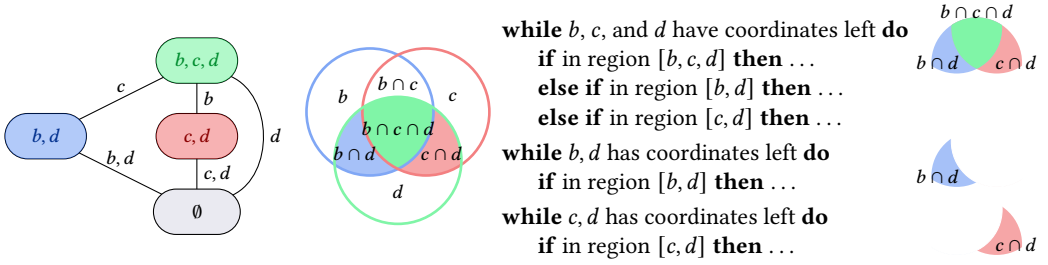 b, c, d
c
b
d
b, d
c, d
b, d
c, d
∅
b
b ∩ c
c
b ∩ c ∩ d
b ∩ d
c ∩ d
d
while b, c, and d have coordinates left do
if in region [b, c, d] then …
else if in region [b, d] then …
else if in region [c, d] then …
while b, d has coordinates left do
if in region [b, d] then …
while c, d has coordinates left do
if in region [c, d] then …
b ∩ c ∩ d
b ∩ d
c ∩ d
b ∩ d
c ∩ d